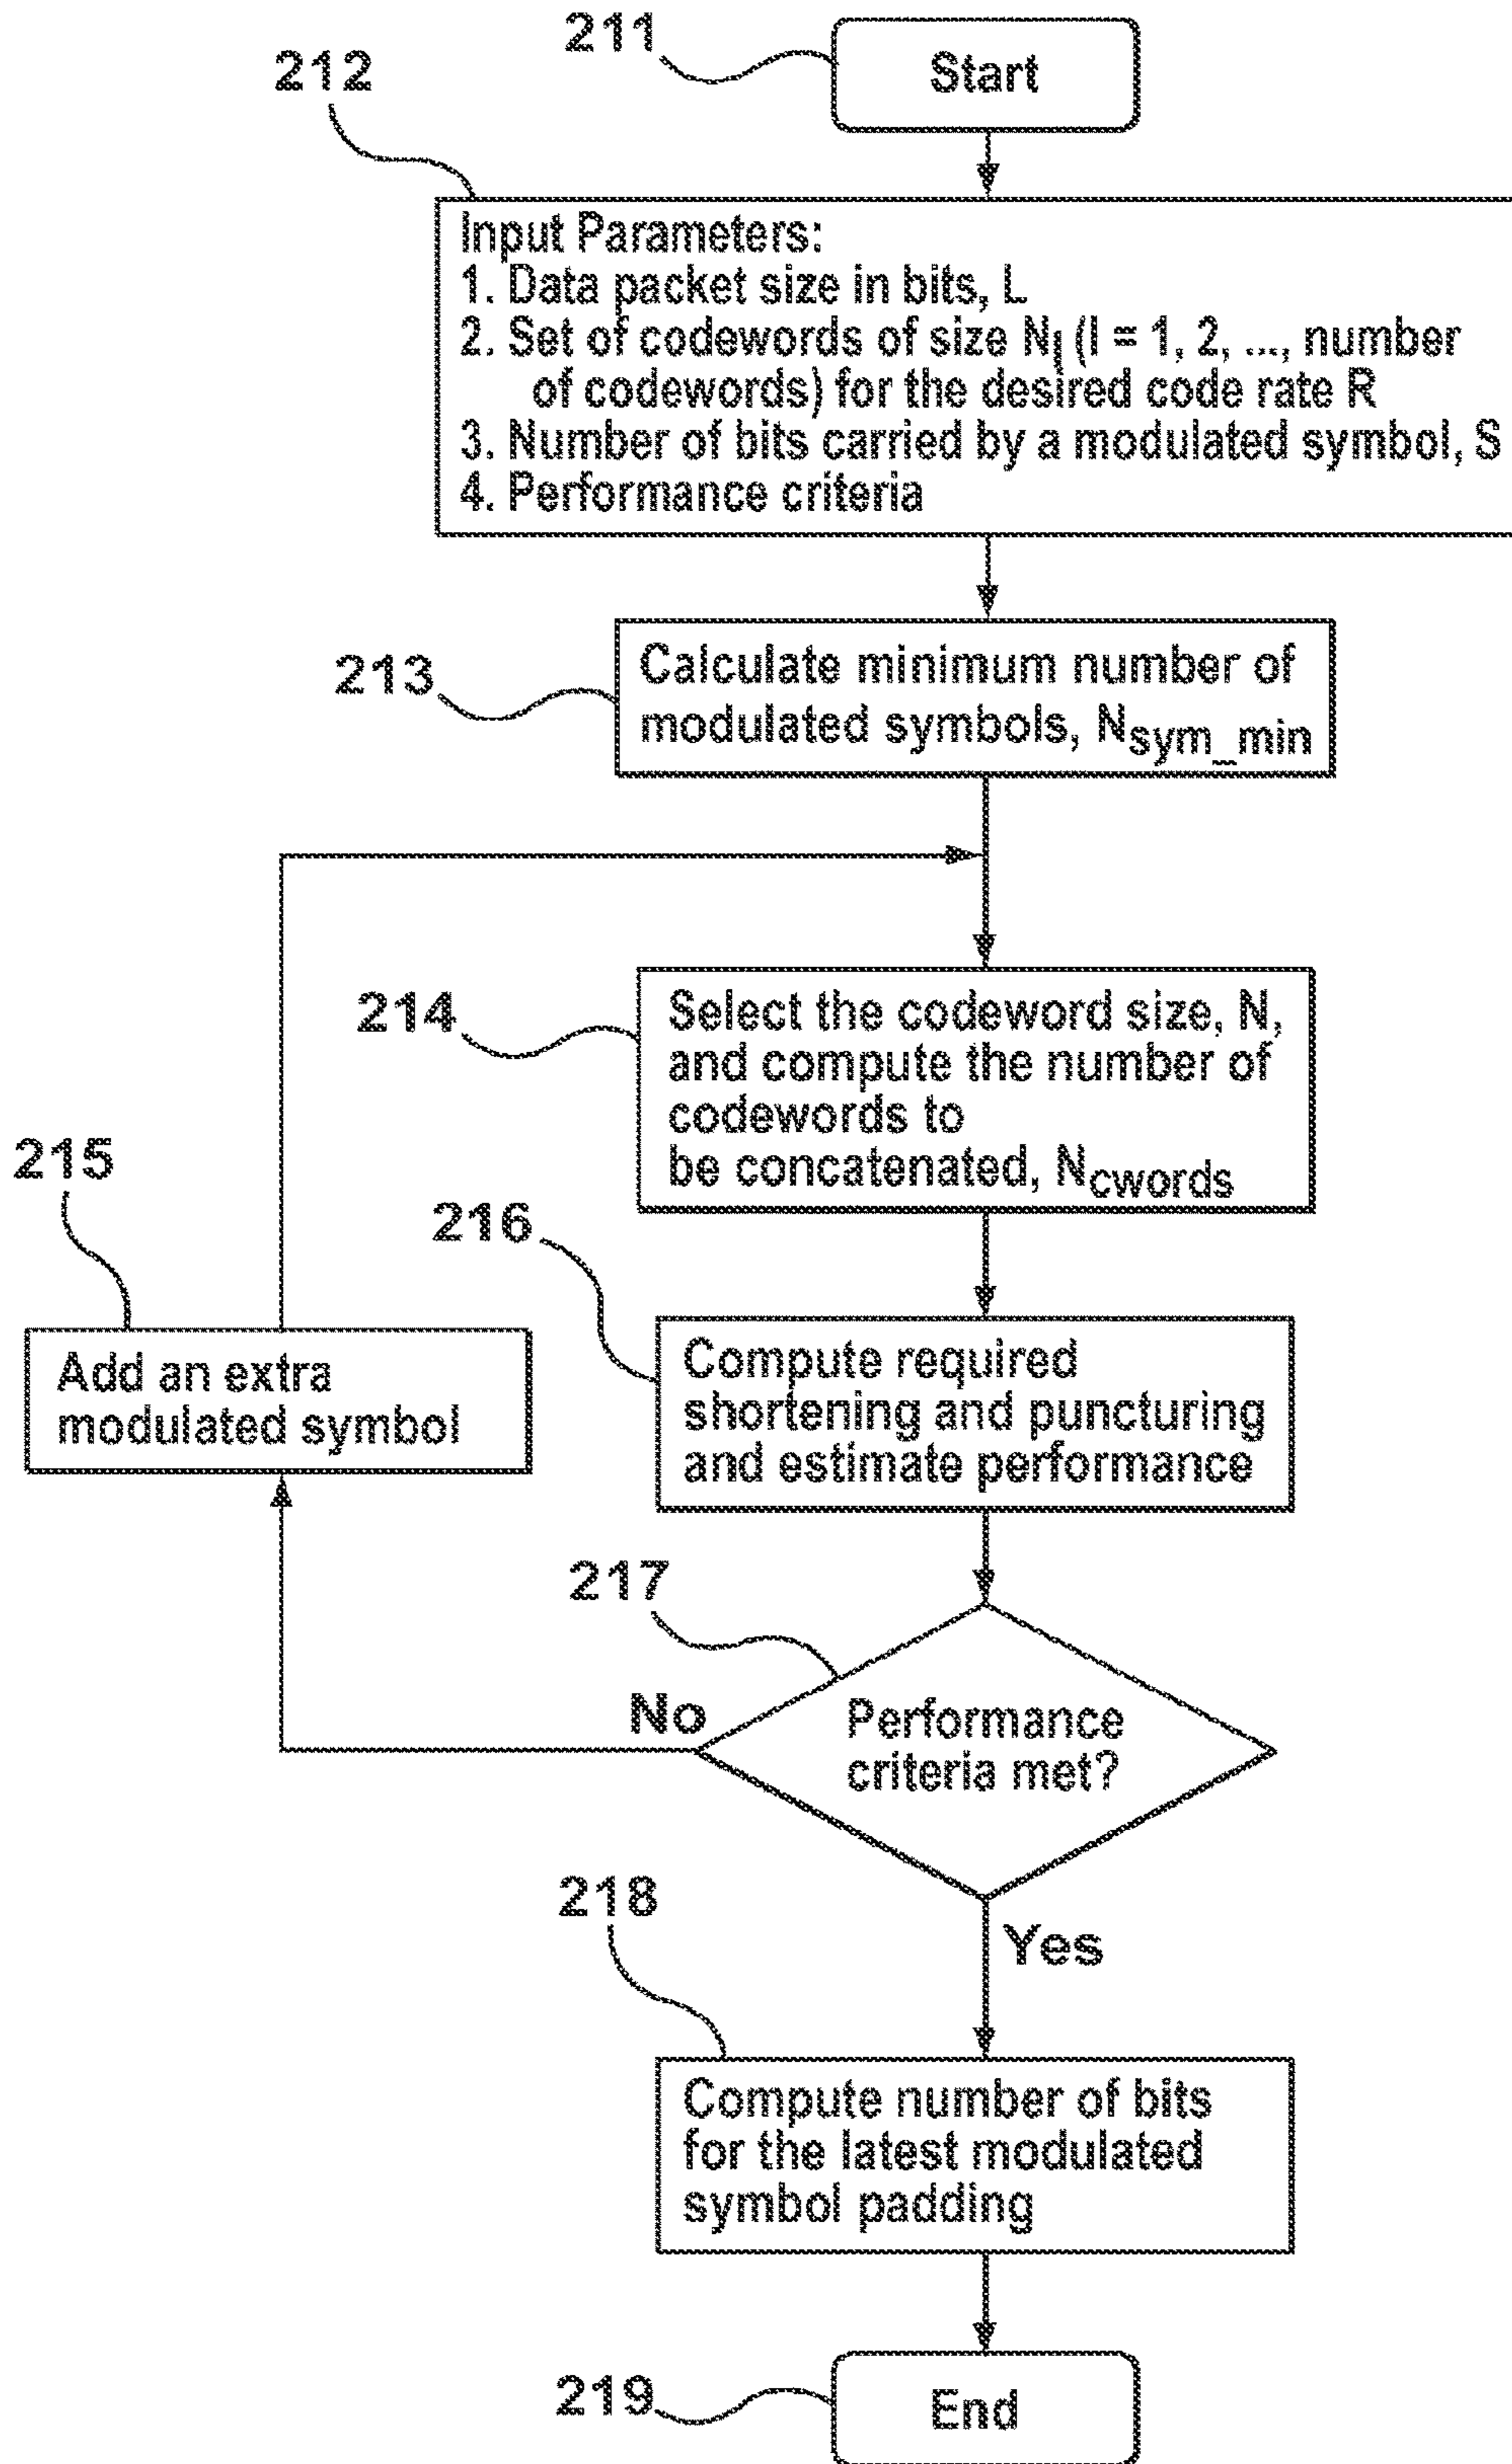 211
Start
212
Input Parameters:
1. Data packet size in bits, L
2. Set of codewords of size Nl (l = 1, 2, ..., number
of codewords) for the desired code rate R
3. Number of bits carried by a modulated symbol, S
4. Performance criteria
213
Calculate minimum number of
modulated symbols, Nsym_min
214
Select the codeword size, N,
and compute the number of
codewords to
be concatenated, Ncwords
215
Add an extra
modulated symbol
216
Compute required
shortening and puncturing
and estimate performance
217
No
Performance
criteria met?
218
Yes
Compute number of bits
for the latest modulated
symbol padding
219
End